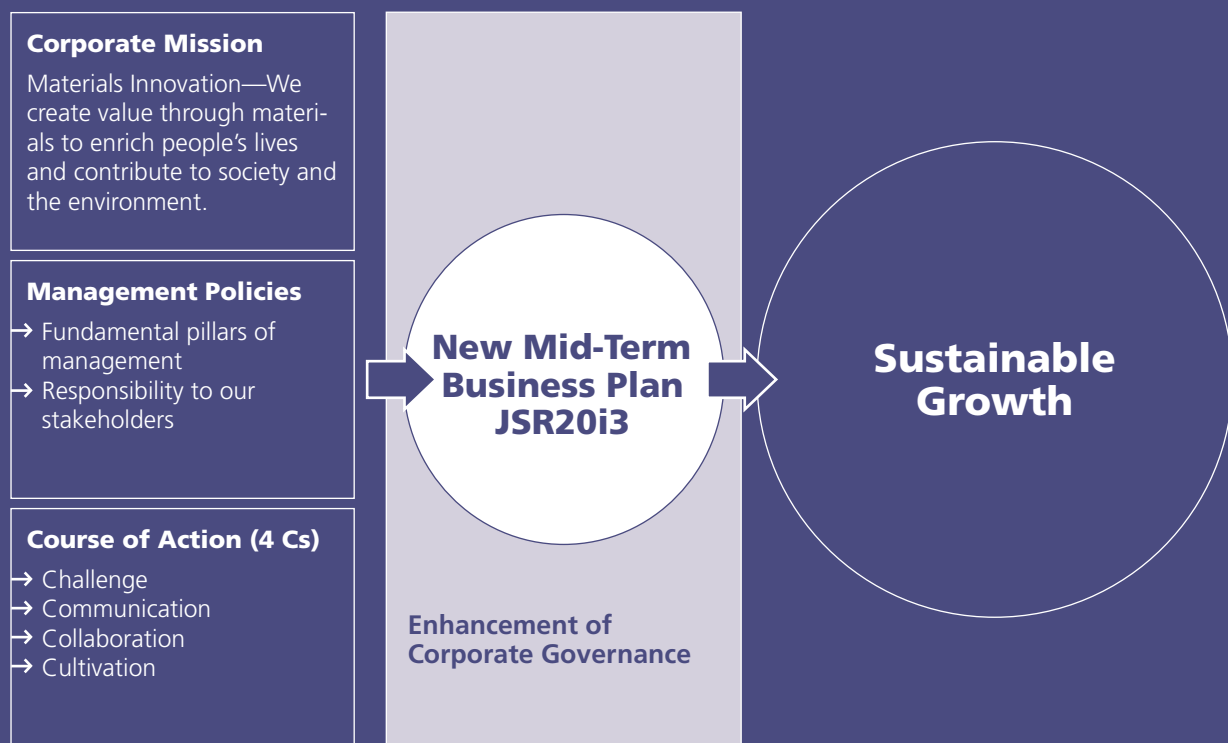 Corporate Mission
Materials Innovation—We
create value through materi-
als to enrich people’s lives
and contribute to society and
the environment.
Management Policies
→ Fundamental pillars of
management
→ Responsibility to our
stakeholders
Course of Action (4 Cs)
→ Challenge
→ Communication
→ Collaboration
→ Cultivation
New Mid-Term
Business Plan
JSR20i3
Enhancement of
Corporate Governance
Sustainable
Growth